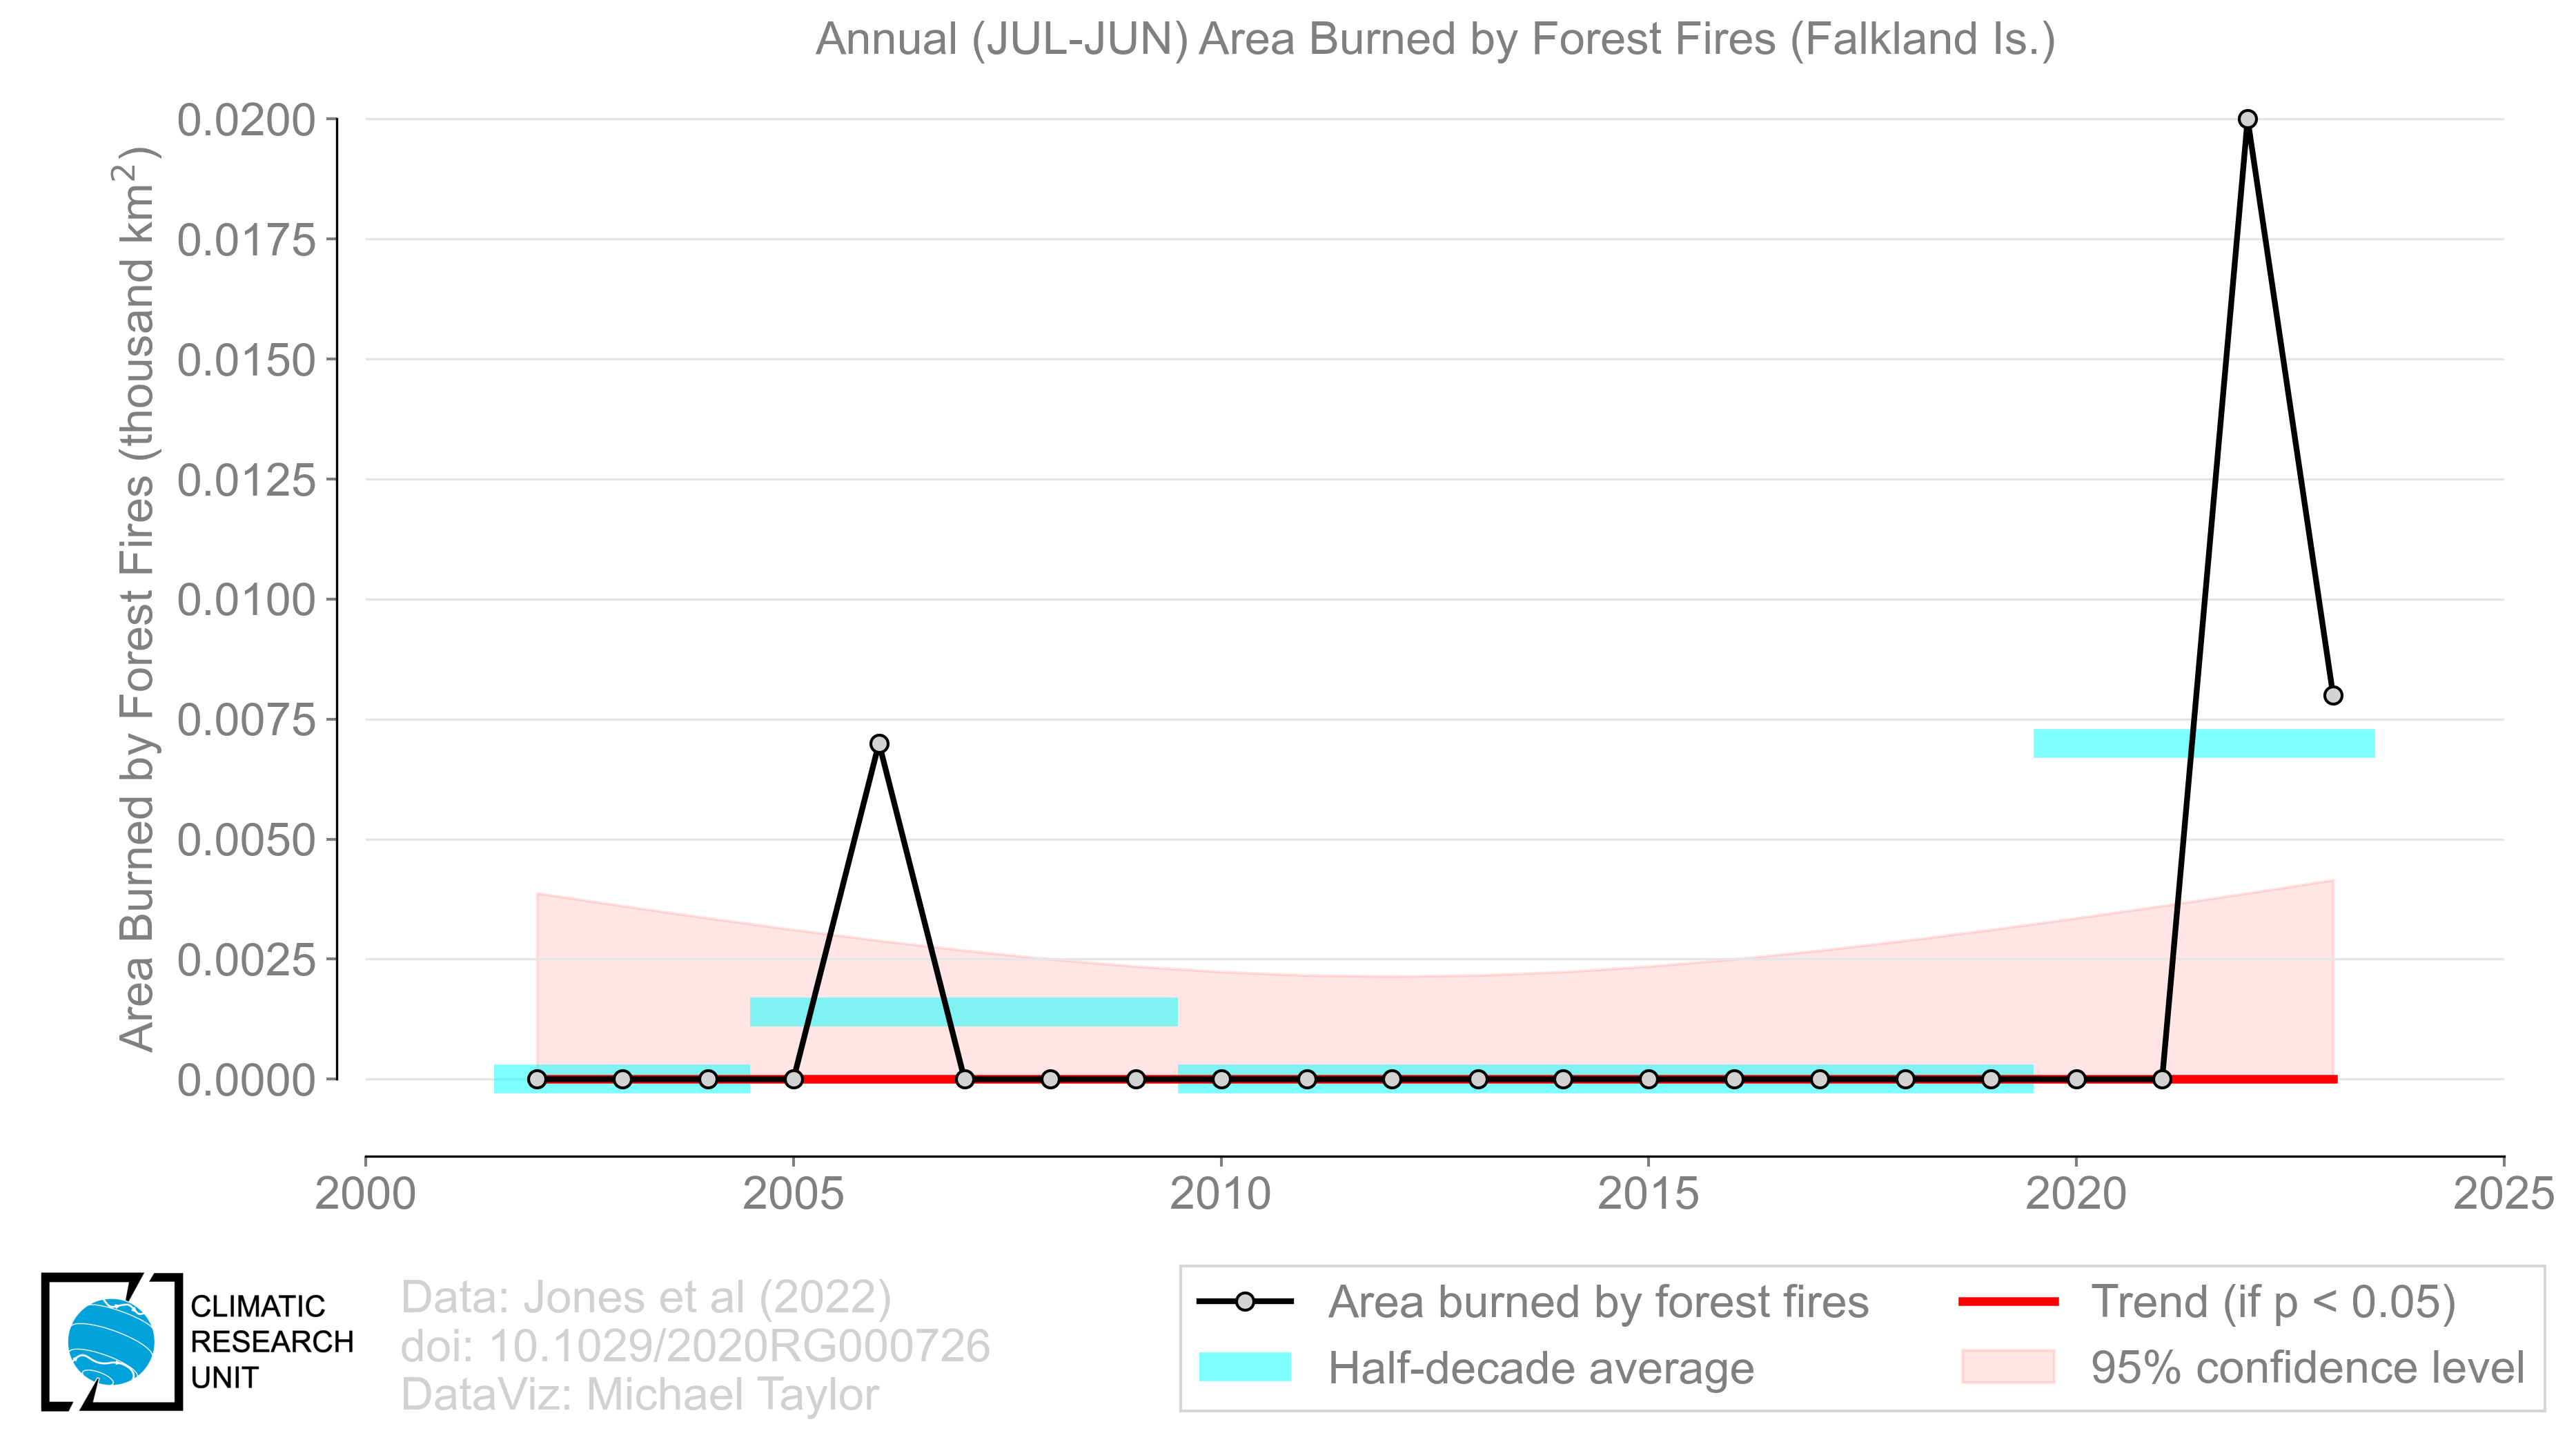 Annual (JUL-JUN) Area Burned by Forest Fires (Falkland Is.)
Area Burned by Forest Fires (thousand km²)
0.0200
0.0175
0.0150
0.0125
0.0100
0.0075
0.0050
0.0025
0.0000
2000 2005 2010 2015 2020 2025
CLIMATIC
RESEARCH
UNIT
Data: Jones et al (2022)
doi: 10.1029/2020RG000726
DataViz: Michael Taylor
Area burned by forest fires
Half-decade average
Trend (if p < 0.05)
95% confidence level